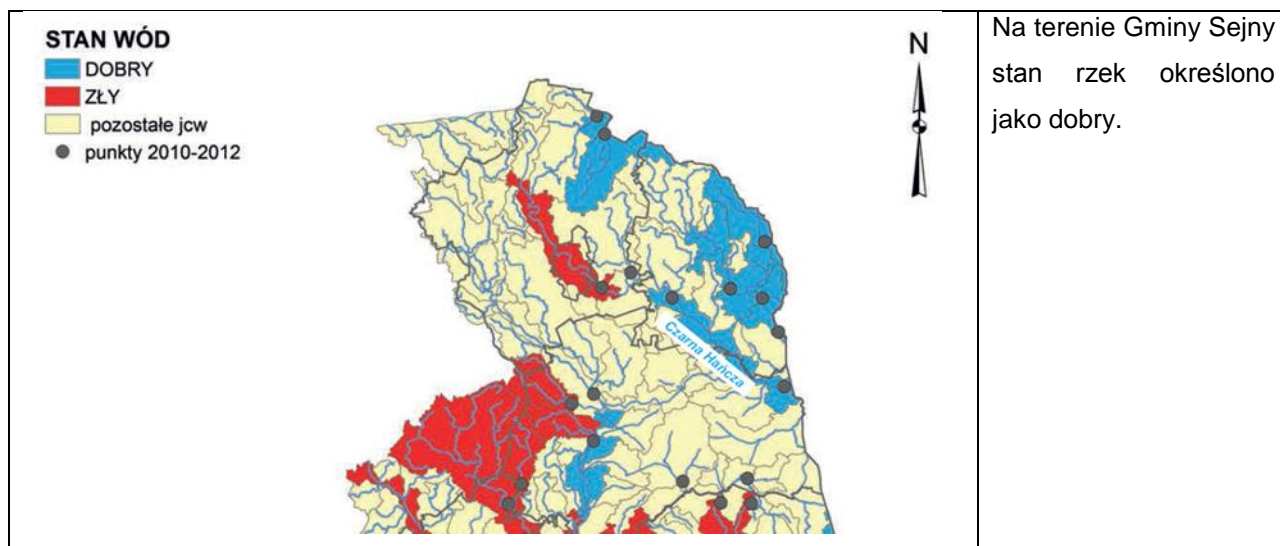 STAN WÓD
DOBRY
ZŁY
pozostałe jcw
punkty 2010-2012
N
Czarna Hańcza
Na terenie Gminy Sejny
stan rzek określono
jako dobry.